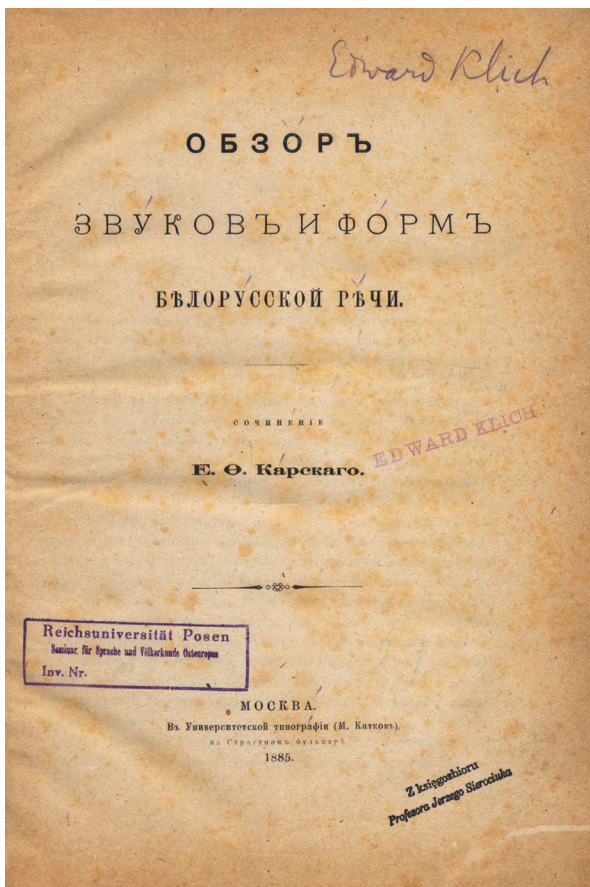 Edward Klich
ОБЗОРЪ
ЗВУКОВЪ И ФОРМЪ
БѢЛОРУССКОЙ РѢЧИ.
СОЧИНЕНІЕ
Е. Ѳ. Карскаго.
EDWARD KLICH
Reichsuniversität Posen
Seminar für Sprache und Völkerkunde Osteuropas
Inv. Nr.
МОСКВА.
Въ Университетской типографіи (М. Катковъ),
на Страстномъ бульварѣ
1885.
Z księgozbioru
Profesora Jerzego Sierociuka